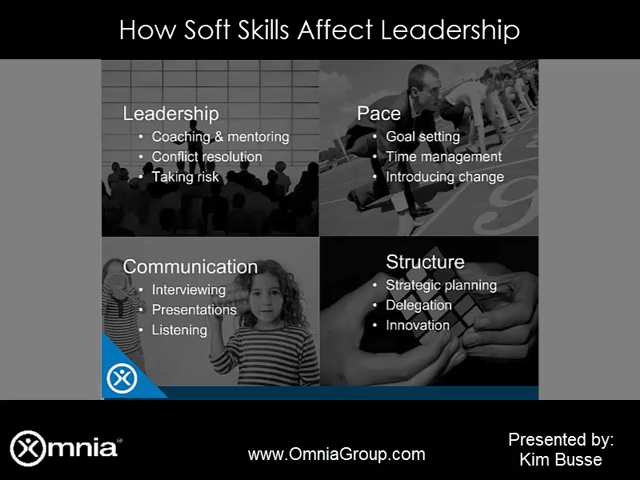 How Soft Skills Affect Leadership
Leadership
• Coaching & mentoring
• Conflict resolution
• Taking risk
Pace
• Goal setting
• Time management
• Introducing change
Communication
• Interviewing
• Presentations
• Listening
Structure
• Strategic planning
• Delegation
• Innovation
Omnia
www.OmniaGroup.com
Presented by:
Kim Busse